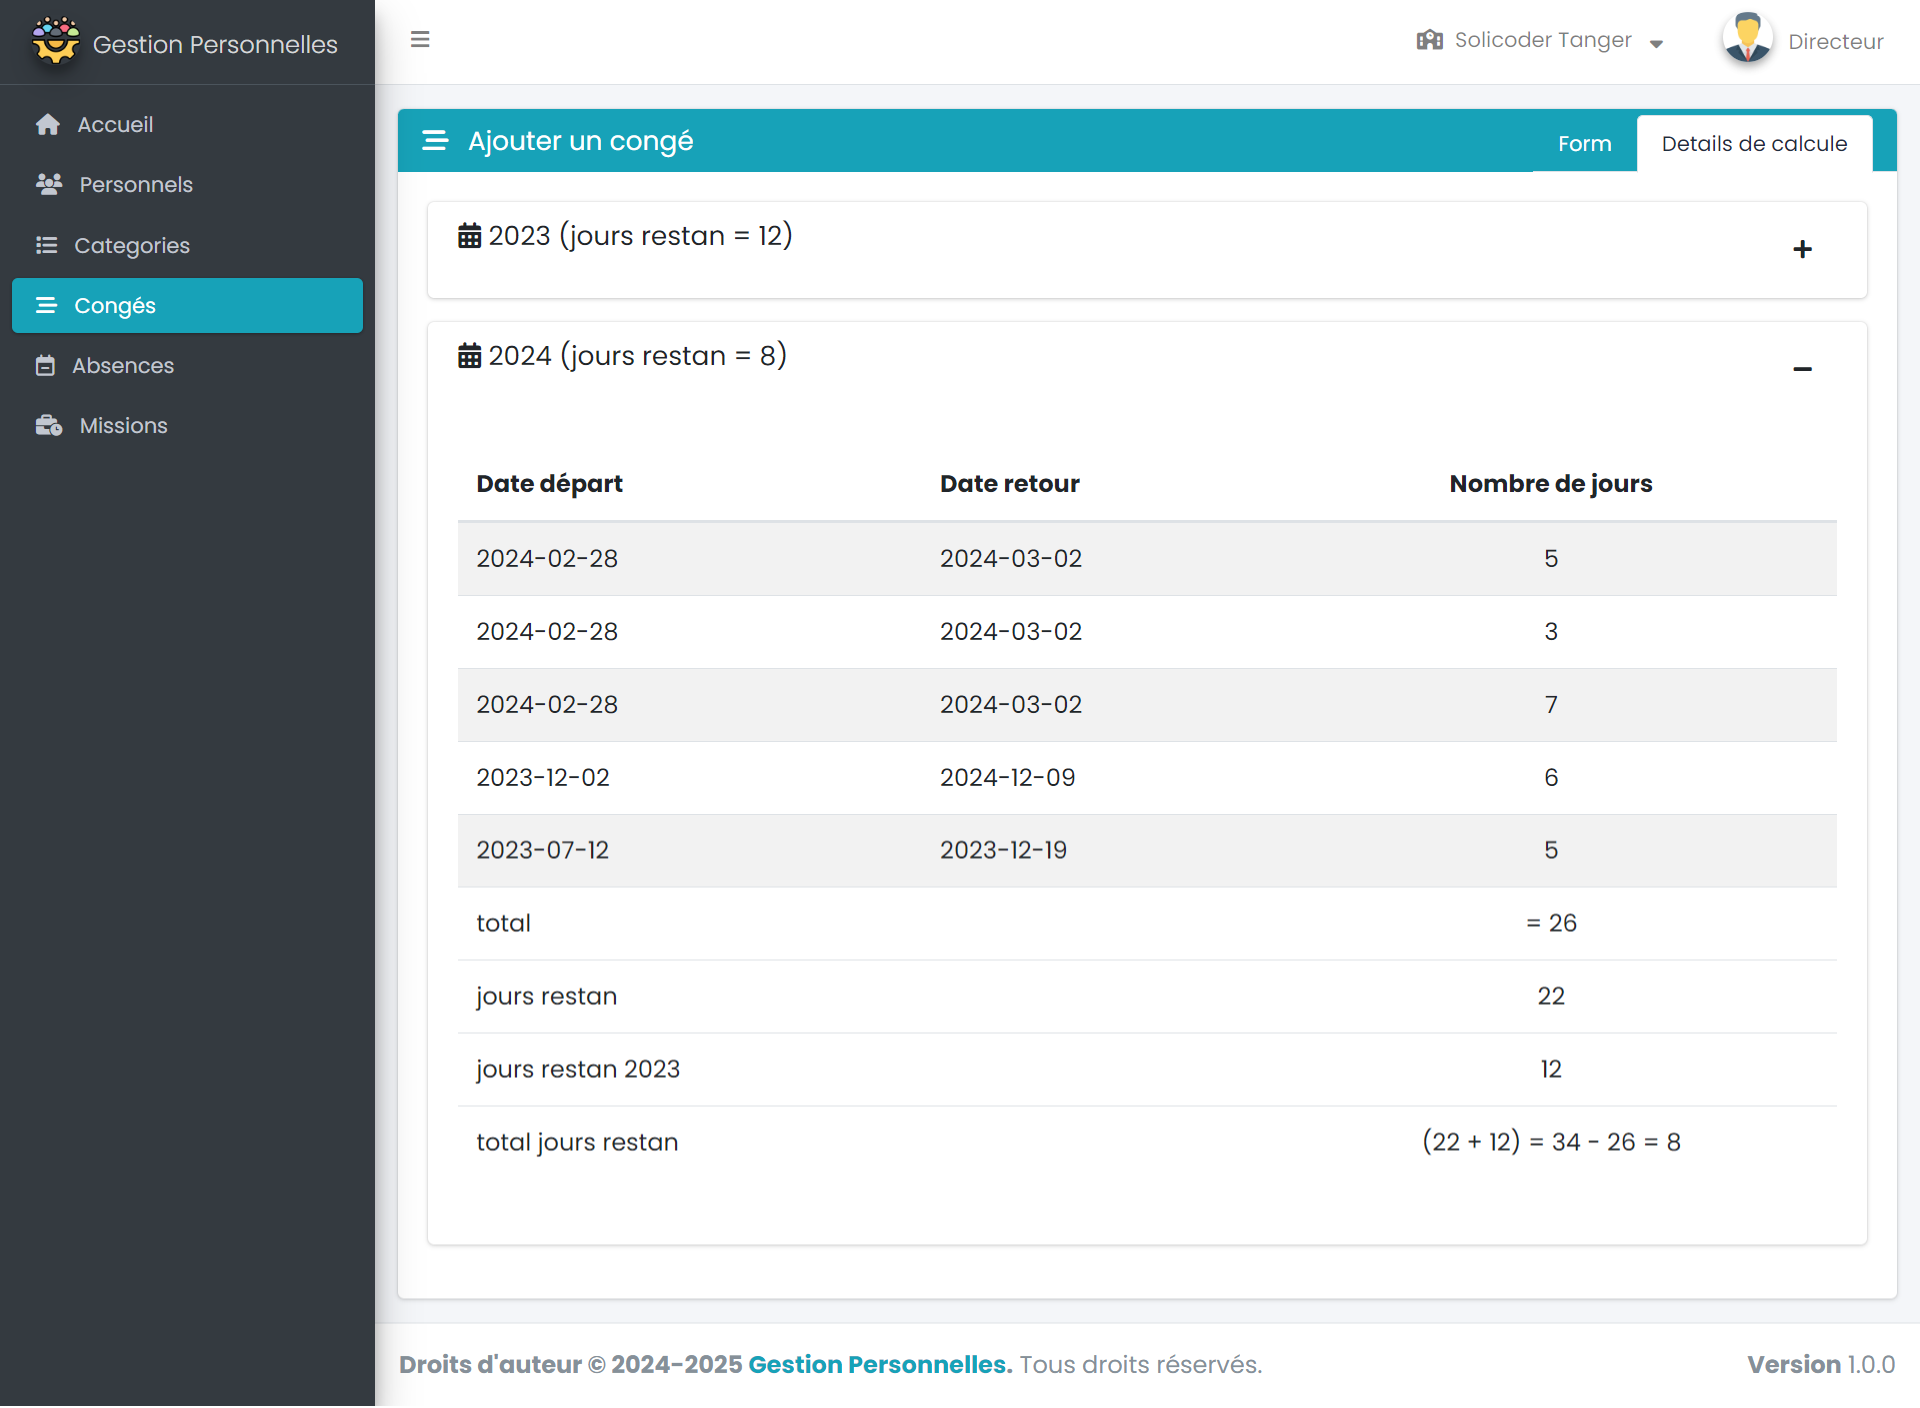 Gestion Personnelles
Solicoder Tanger
Directeur
Accueil
Personnels
Categories
Congés
Absences
Missions
Ajouter un congé
Form
Details de calcule
2023 (jours restan = 12)
2024 (jours restan = 8)
Date départ Date retour Nombre de jours
2024-02-28 2024-03-02 5
2024-02-28 2024-03-02 3
2024-02-28 2024-03-02 7
2023-12-02 2024-12-09 6
2023-07-12 2023-12-19 5
total = 26
jours restan 22
jours restan 2023 12
total jours restan (22 + 12) = 34 - 26 = 8
Droits d'auteur © 2024-2025 Gestion Personnelles. Tous droits réservés.
Version 1.0.0